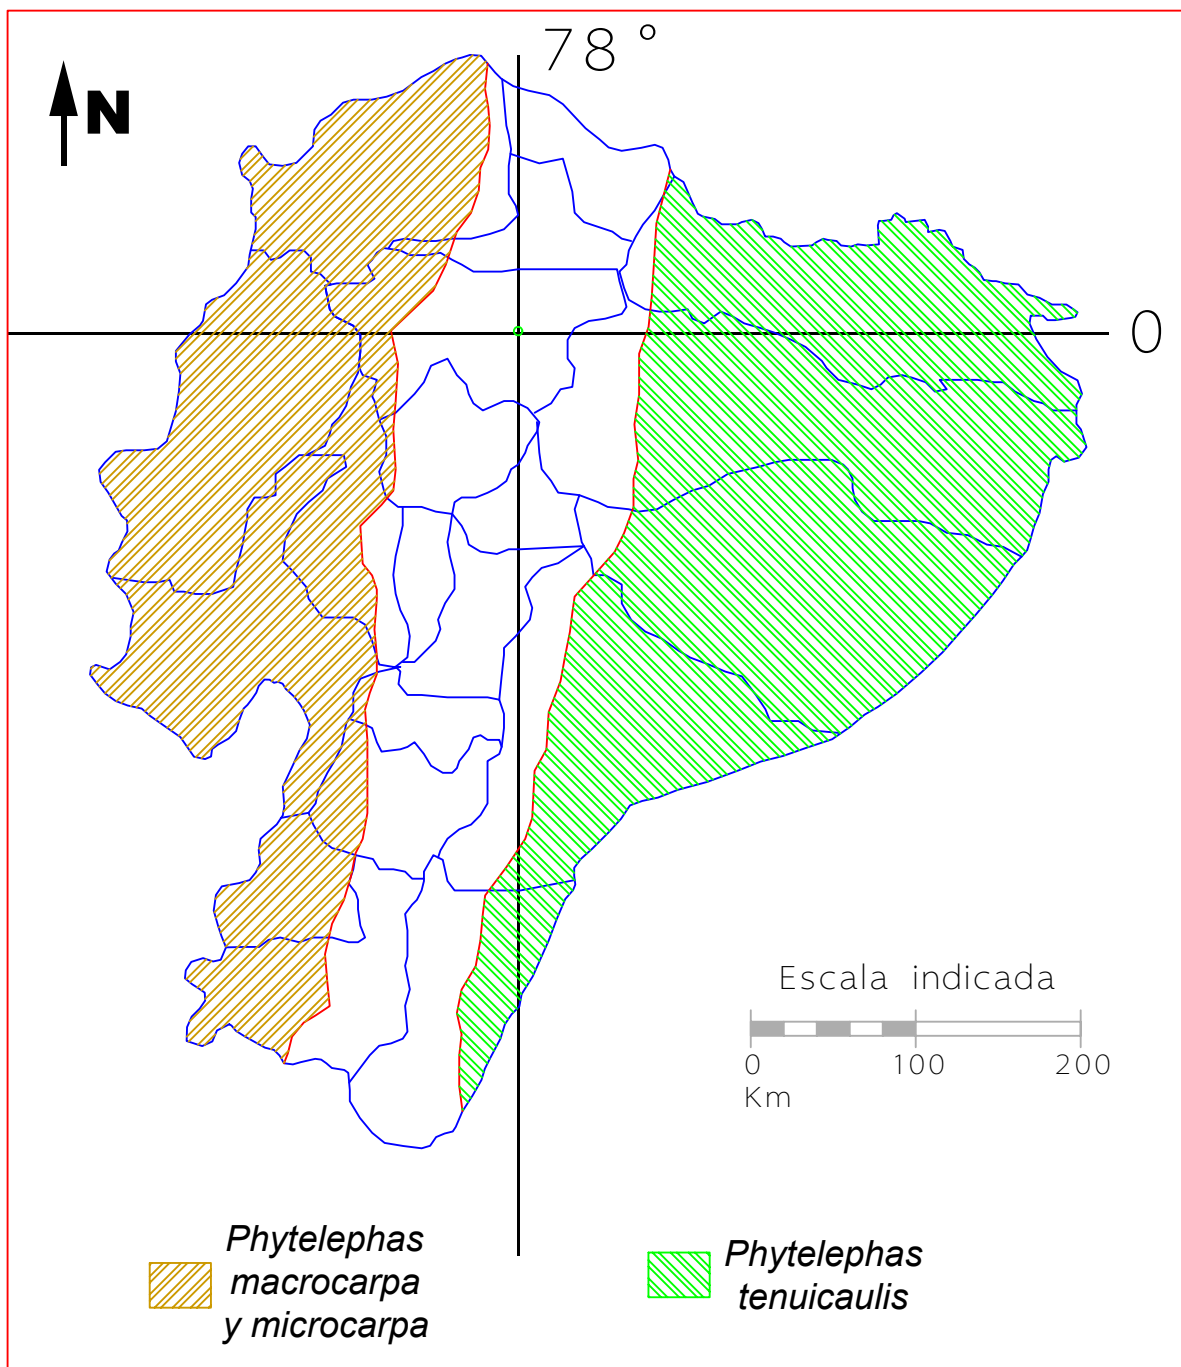 78°
N
0
Escala indicada
0 100 200
Km
Phytelephas
macrocarpa
y microcarpa
Phytelephas
tenuicaulis